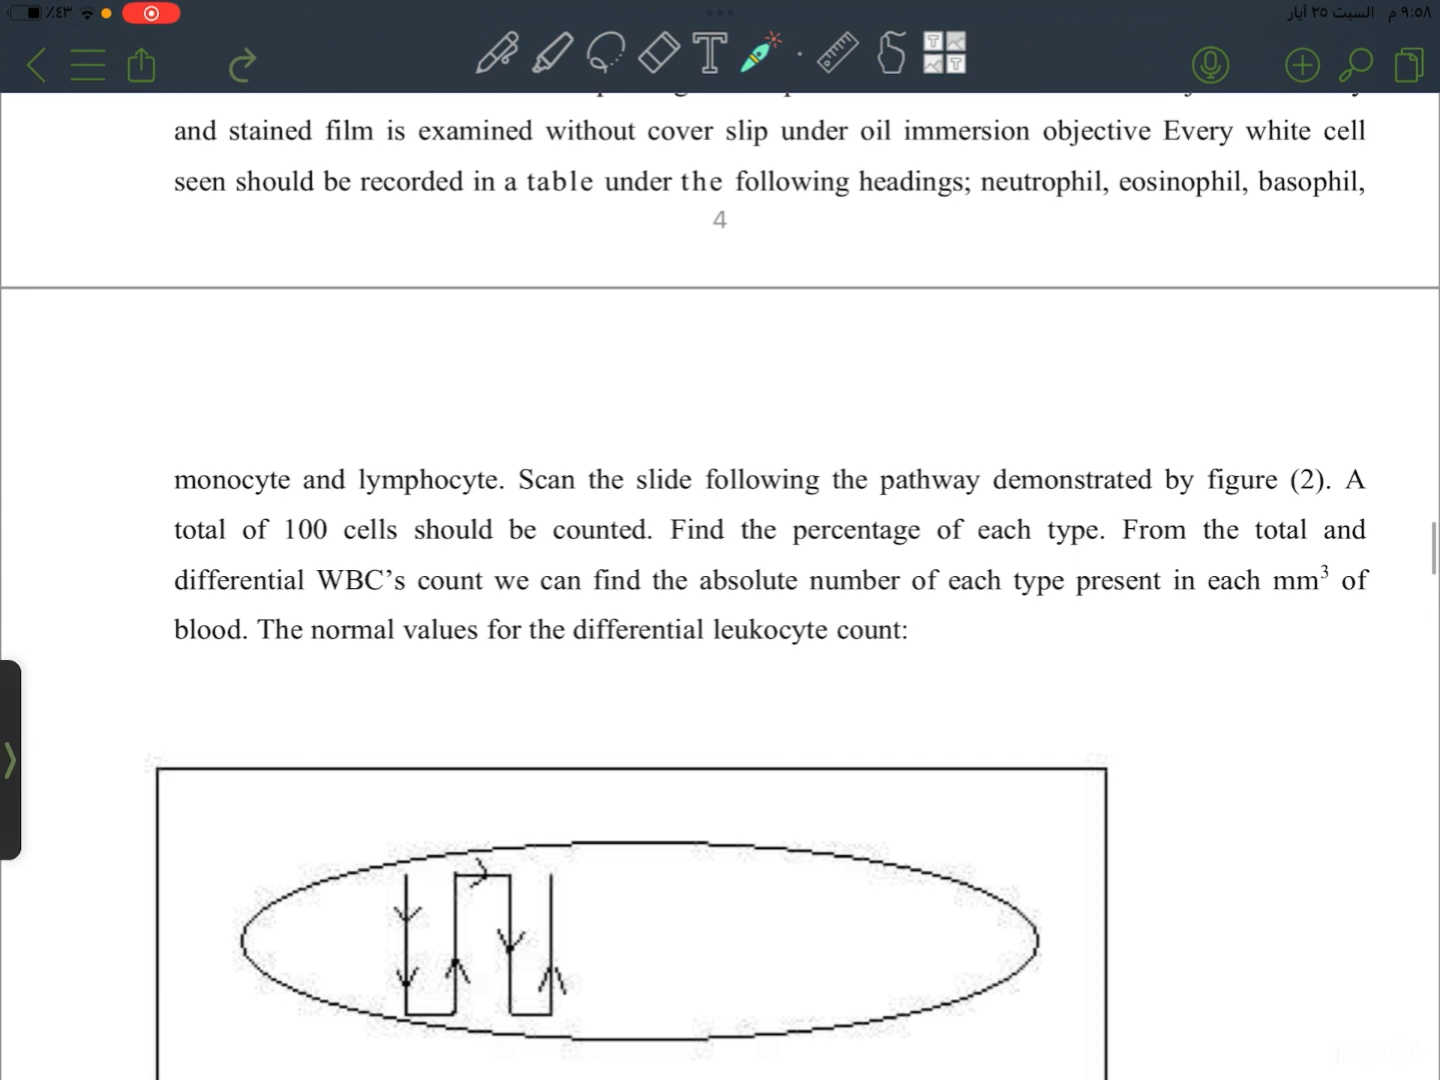 ٪٤٣
السبت ٢٥ أيار ٩:٥٨ م
and stained film is examined without cover slip under oil immersion objective Every white cell
seen should be recorded in a table under the following headings; neutrophil, eosinophil, basophil,
4
monocyte and lymphocyte. Scan the slide following the pathway demonstrated by figure (2). A
total of 100 cells should be counted. Find the percentage of each type. From the total and
differential WBC’s count we can find the absolute number of each type present in each mm³ of
blood. The normal values for the differential leukocyte count: